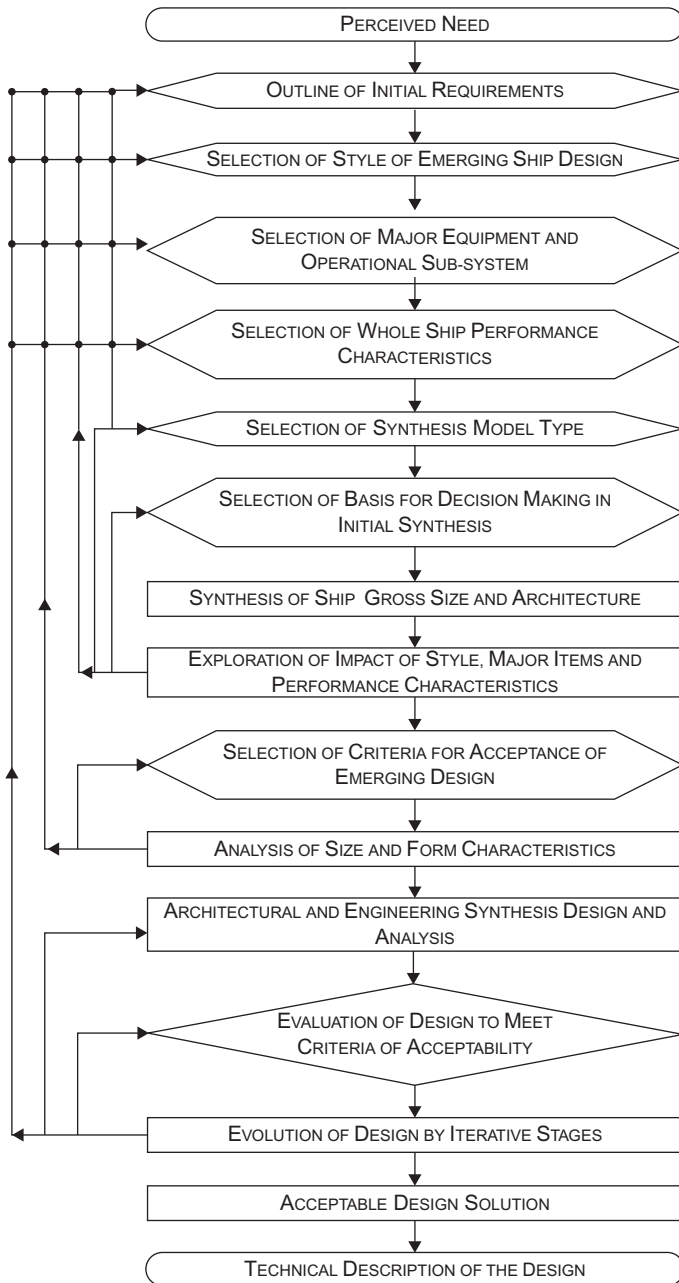 PERCEIVED NEED
OUTLINE OF INITIAL REQUIREMENTS
SELECTION OF STYLE OF EMERGING SHIP DESIGN
SELECTION OF MAJOR EQUIPMENT AND
OPERATIONAL SUB-SYSTEM
SELECTION OF WHOLE SHIP PERFORMANCE
CHARACTERISTICS
SELECTION OF SYNTHESIS MODEL TYPE
SELECTION OF BASIS FOR DECISION MAKING IN
INITIAL SYNTHESIS
SYNTHESIS OF SHIP GROSS SIZE AND ARCHITECTURE
EXPLORATION OF IMPACT OF STYLE, MAJOR ITEMS AND
PERFORMANCE CHARACTERISTICS
SELECTION OF CRITERIA FOR ACCEPTANCE OF
EMERGING DESIGN
ANALYSIS OF SIZE AND FORM CHARACTERISTICS
ARCHITECTURAL AND ENGINEERING SYNTHESIS DESIGN AND
ANALYSIS
EVALUATION OF DESIGN TO MEET
CRITERIA OF ACCEPTABILITY
EVOLUTION OF DESIGN BY ITERATIVE STAGES
ACCEPTABLE DESIGN SOLUTION
TECHNICAL DESCRIPTION OF THE DESIGN